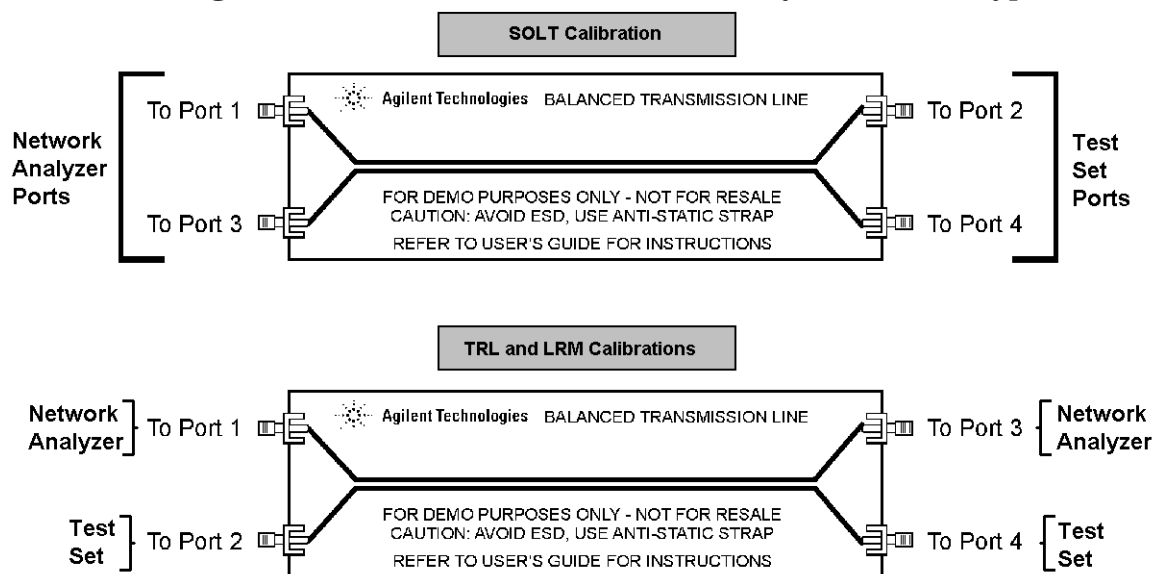 SOLT Calibration
Network
Analyzer
Ports
To Port 1
To Port 3
Agilent Technologies BALANCED TRANSMISSION LINE
FOR DEMO PURPOSES ONLY - NOT FOR RESALE
CAUTION: AVOID ESD, USE ANTI-STATIC STRAP
REFER TO USER'S GUIDE FOR INSTRUCTIONS
To Port 2
To Port 4
Test
Set
Ports
TRL and LRM Calibrations
Network
Analyzer
To Port 1
Test
Set
To Port 2
Agilent Technologies BALANCED TRANSMISSION LINE
FOR DEMO PURPOSES ONLY - NOT FOR RESALE
CAUTION: AVOID ESD, USE ANTI-STATIC STRAP
REFER TO USER'S GUIDE FOR INSTRUCTIONS
To Port 3
Network
Analyzer
To Port 4
Test
Set